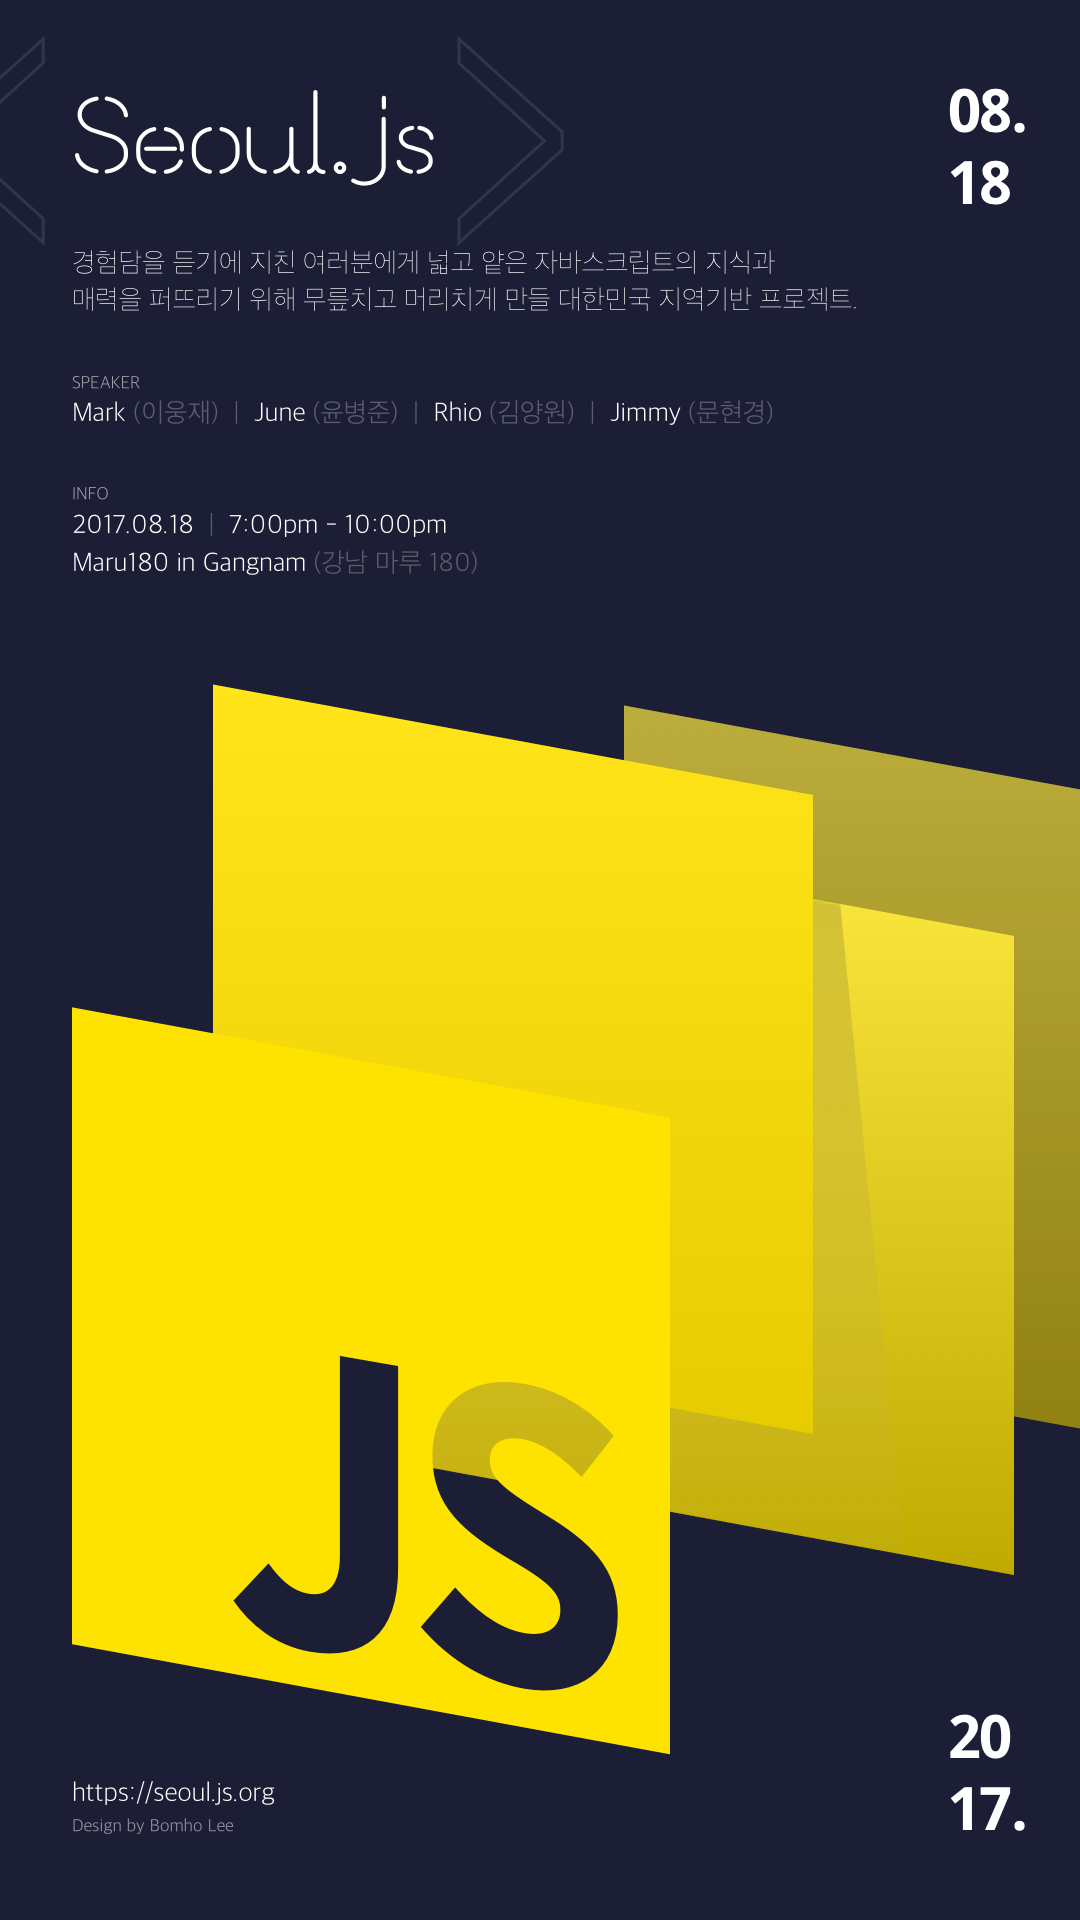 Seoul.js
08.
18
경험담을 듣기에 지친 여러분에게 넓고 얕은 자바스크립트의 지식과
매력을 퍼뜨리기 위해 무릎치고 머리치게 만들 대한민국 지역기반 프로젝트.
SPEAKER
Mark (이웅재) | June (윤병준) | Rhio (김양원) | Jimmy (문현경)
INFO
2017.08.18 | 7:00pm - 10:00pm
Maru180 in Gangnam (강남 마루 180)
JS
20
17.
https://seoul.js.org
Design by Bomho Lee